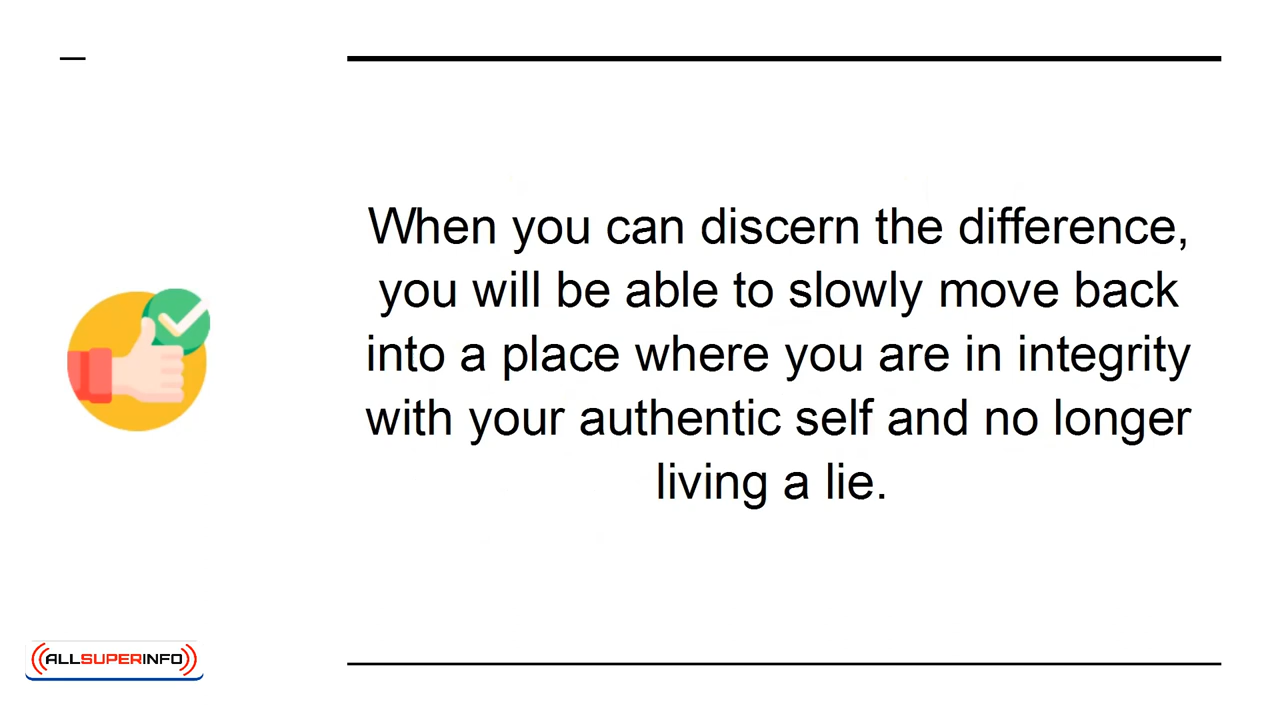 When you can discern the difference,
you will be able to slowly move back
into a place where you are in integrity
with your authentic self and no longer
living a lie.
ALLSUPERINFO